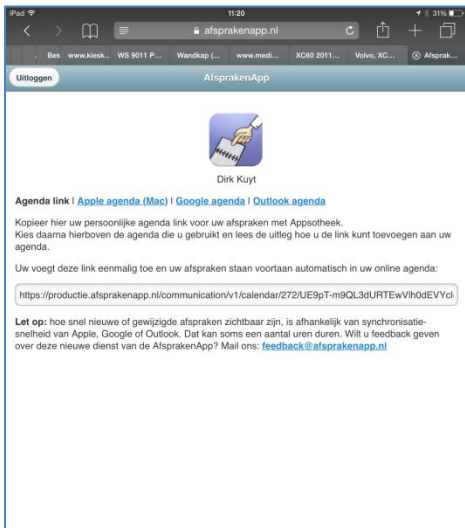 iPad 11:20 31%
afsprakenapp.nl
Bes www.kiesk... WS 9011 P... Wandkap (... www.medi... XC60 2011... Volvo, XC... Afsprak...
Uitloggen AfsprakenApp
Dirk Kuyt
Agenda link | Apple agenda (Mac) | Google agenda | Outlook agenda
Kopieer hier uw persoonlijke agenda link voor uw afspraken met Appsotheek.
Kies daarna hierboven de agenda die u gebruikt en lees de uitleg hoe u de link kunt toevoegen aan uw
agenda.
Uw voegt deze link eenmalig toe en uw afspraken staan voortaan automatisch in uw online agenda:
https://productie.afsprakenapp.nl/communication/v1/calendar/272/UE9pT-m9QL3dURTEwVlh0dEVYcl
Let op: hoe snel nieuwe of gewijzigde afspraken zichtbaar zijn, is afhankelijk van synchronisatie-
snelheid van Apple, Google of Outlook. Dat kan soms een aantal uren duren. Wilt u feedback geven
over deze nieuwe dienst van de AfsprakenApp? Mail ons: feedback@afsprakenapp.nl